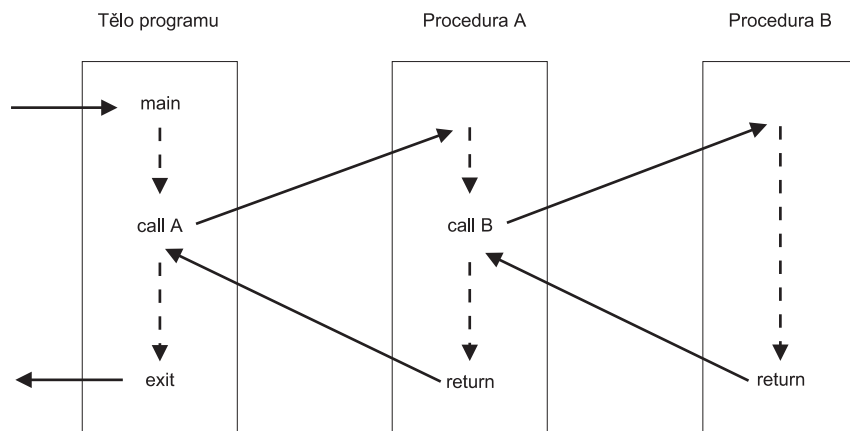 Tělo programu
Procedura A
Procedura B
main
call A
call B
exit
return
return